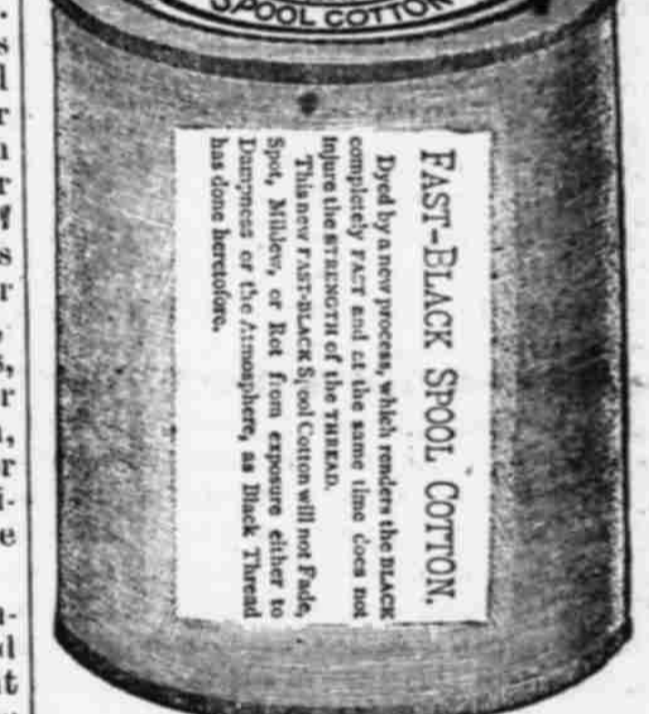 SPOOL COTTON
FAST-BLACK SPOOL COTTON.
Dyed by a new process, which renders the BLACK
completely FACT and at the same time does not
injure the STRENGTH of the THREAD.
This new FAST-BLACK Spool Cotton will not Fade,
Spot, Mildew, or Rot from exposure either to
Dampness or the Atmosphere, as Black Thread
has done heretofore.